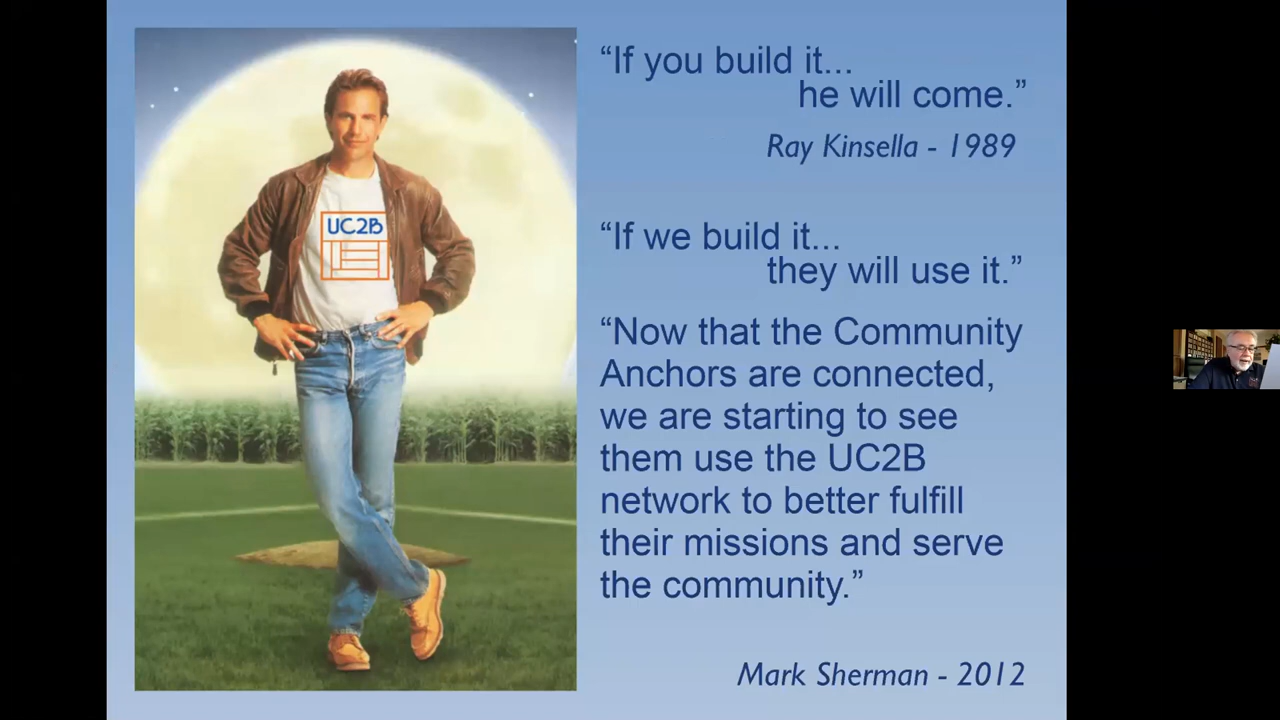 “If you build it...
he will come.”
Ray Kinsella - 1989
UC2B
“If we build it...
they will use it.”
“Now that the Community
Anchors are connected,
we are starting to see
them use the UC2B
network to better fulfill
their missions and serve
the community.”
Mark Sherman - 2012